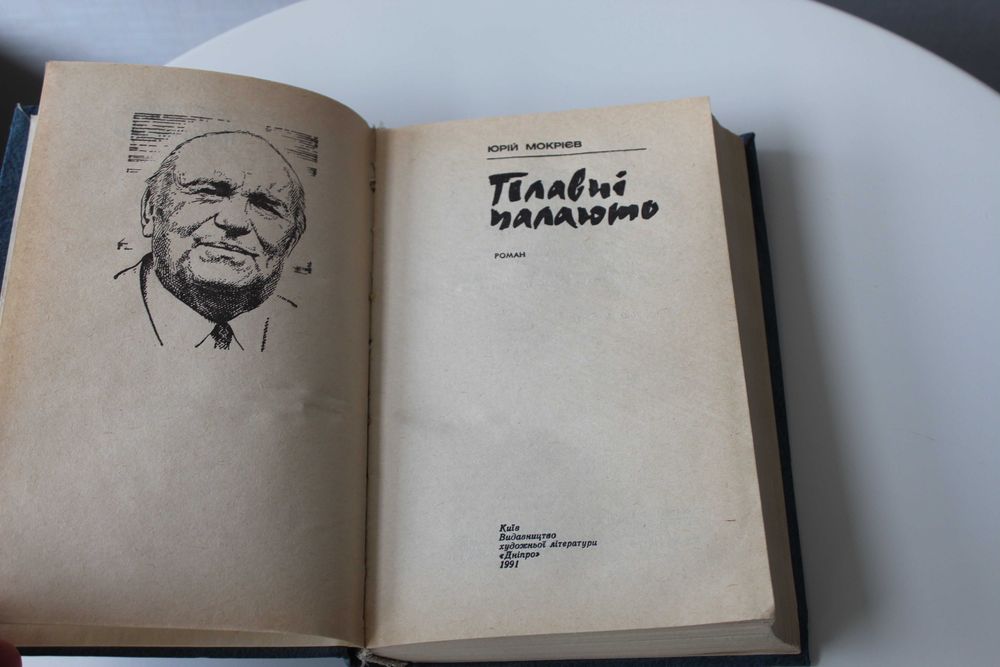 ЮРІЙ МОКРІЄВ
Плавні
палають
РОМАН
Київ
Видавництво
художньої літератури
«Дніпро»
1991